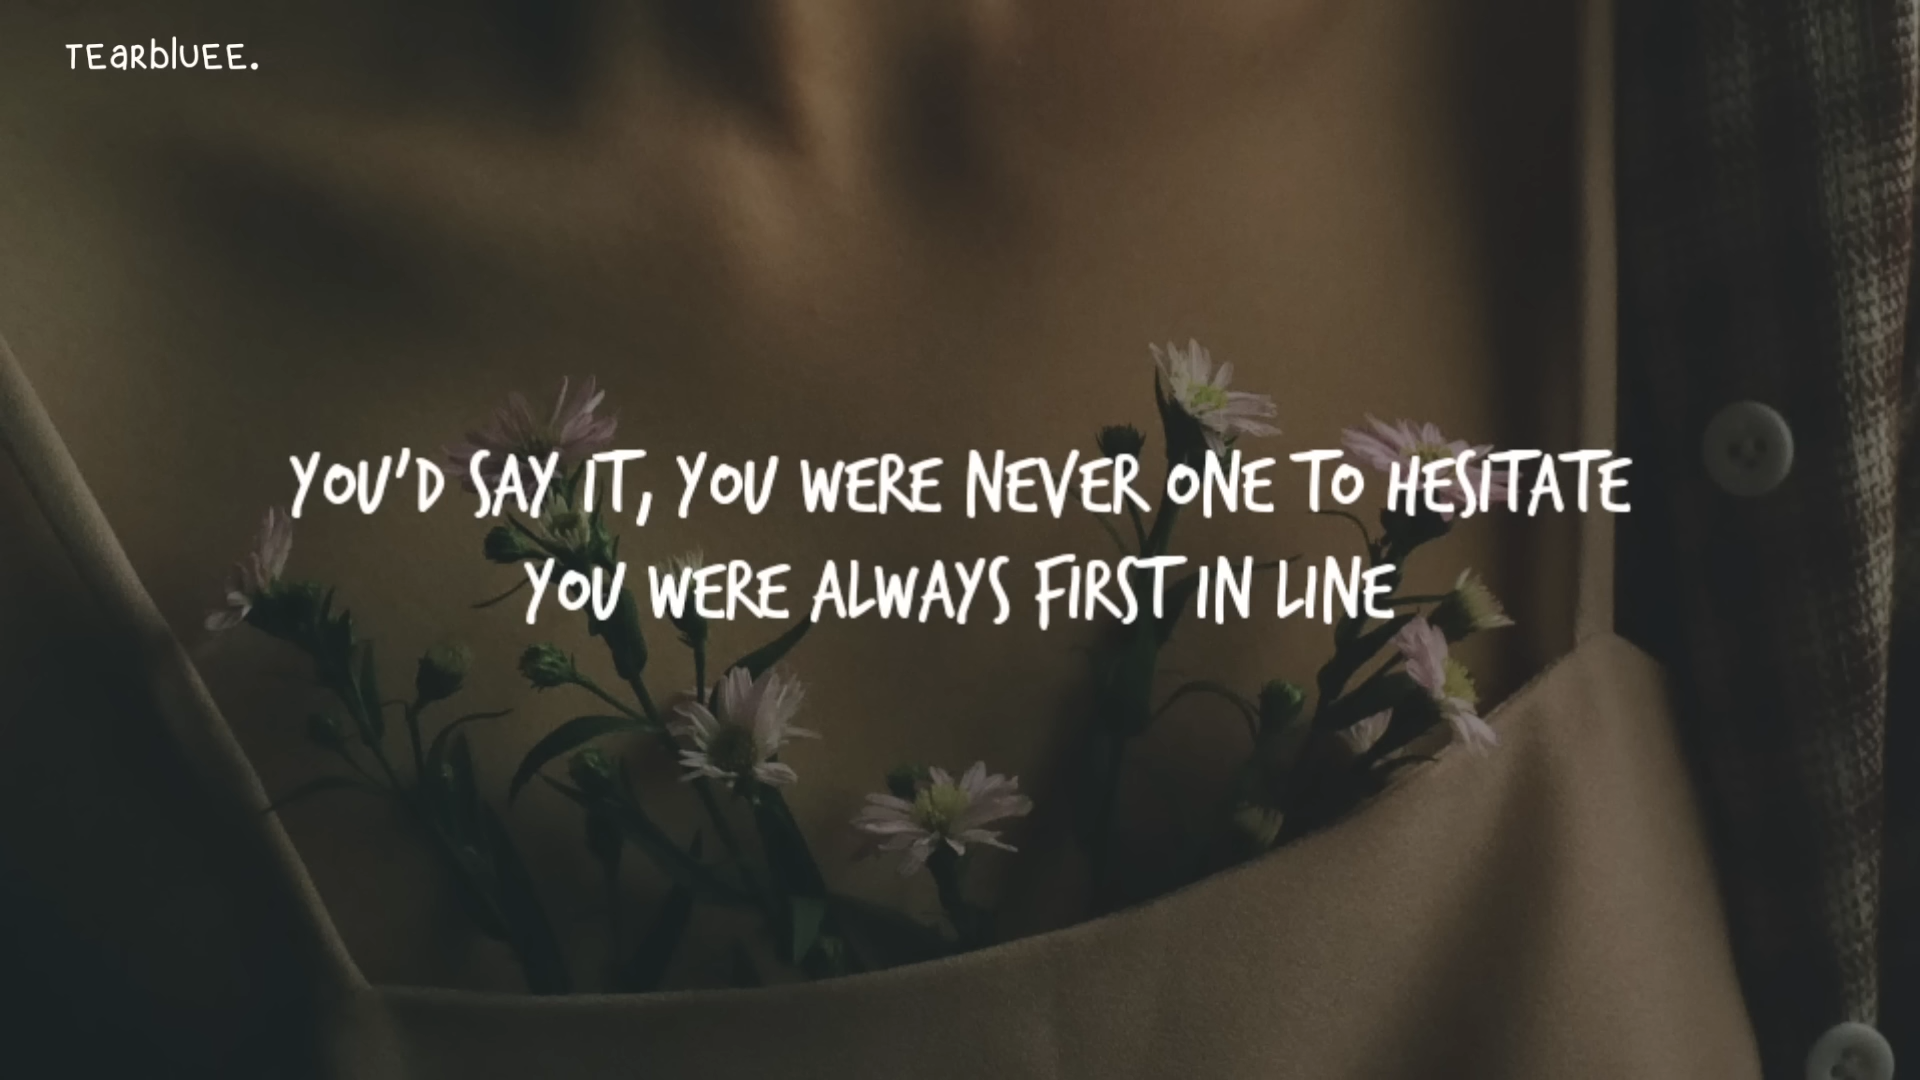 TEarblUEE.
YOU'D SAY IT, YOU WERE NEVER ONE TO HESITATE
YOU WERE ALWAYS FIRST IN LINE